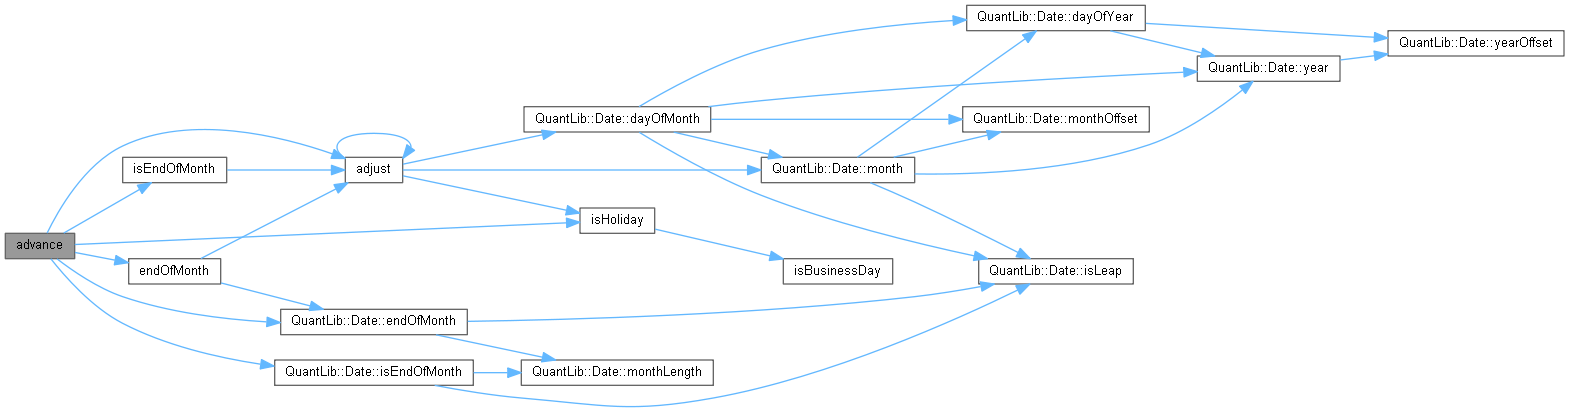 advance
isEndOfMonth
endOfMonth
QuantLib::Date::endOfMonth
QuantLib::Date::isEndOfMonth
adjust
QuantLib::Date::dayOfMonth
isHoliday
QuantLib::Date::monthLength
QuantLib::Date::month
isBusinessDay
QuantLib::Date::dayOfYear
QuantLib::Date::monthOffset
QuantLib::Date::isLeap
QuantLib::Date::year
QuantLib::Date::yearOffset